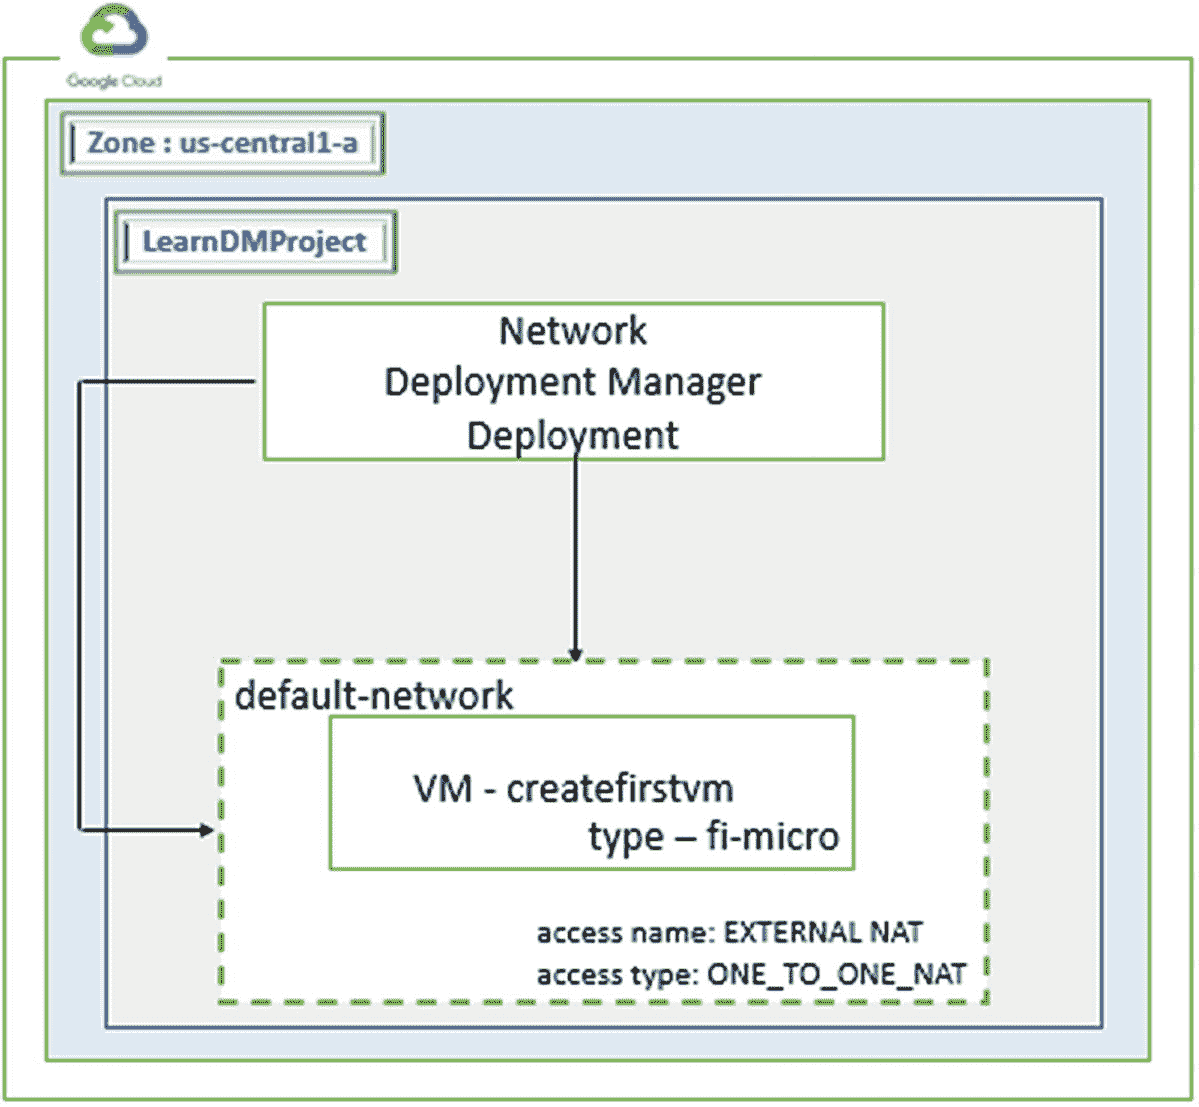 Google Cloud
Zone : us-central1-a
LearnDMProject
Network
Deployment Manager
Deployment
default-network
VM - createfirstvm
type – fi-micro
access name: EXTERNAL NAT
access type: ONE_TO_ONE_NAT